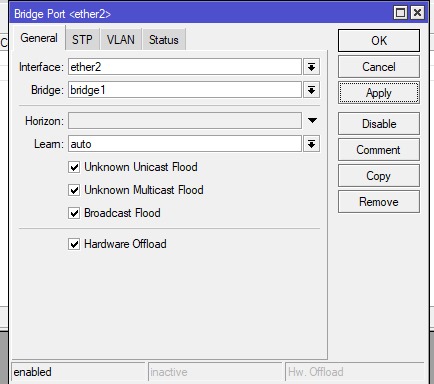 Bridge Port <ether2>
General STP VLAN Status
Interface: ether2
Bridge: bridge1
Horizon:
Learn: auto
Unknown Unicast Flood
Unknown Multicast Flood
Broadcast Flood
Hardware Offload
OK
Cancel
Apply
Disable
Comment
Copy
Remove
enabled inactive Hw. Offload